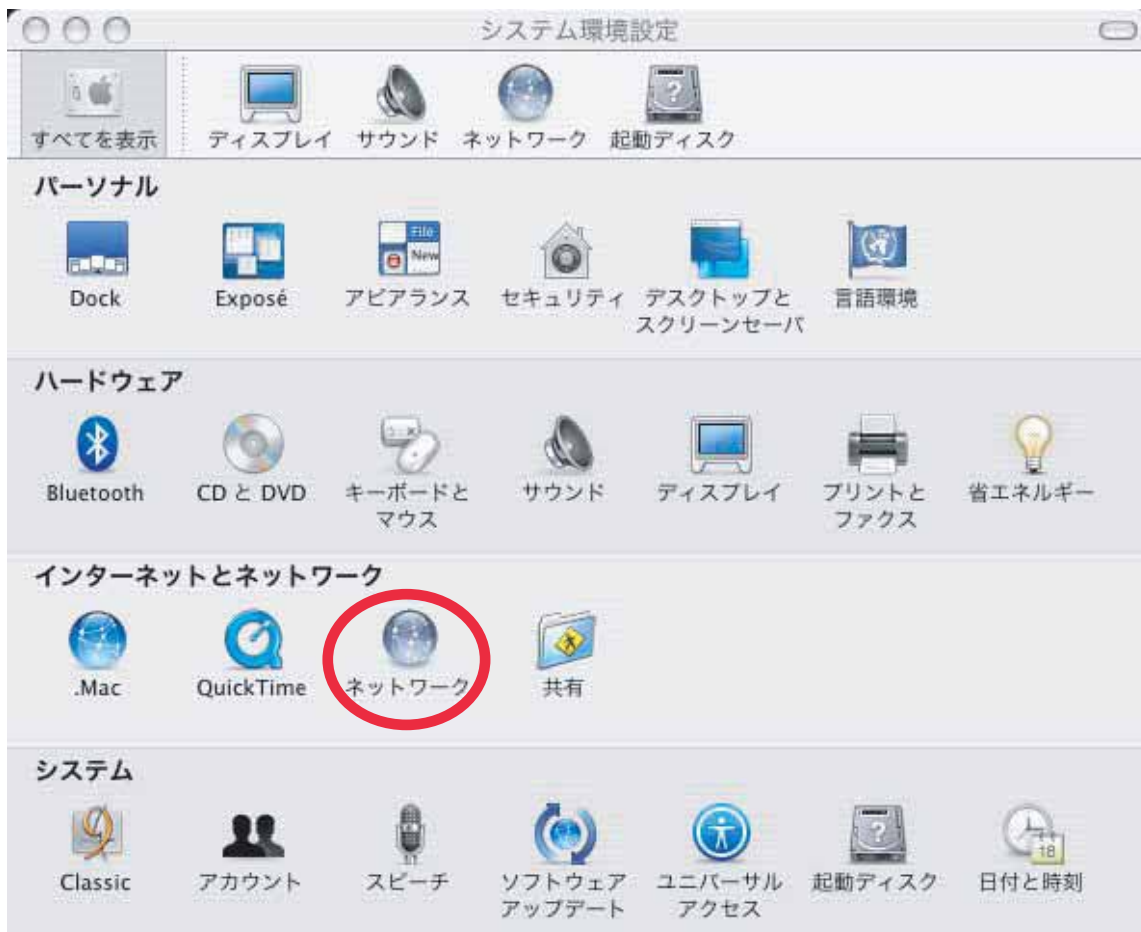 システム環境設定
すべてを表示 ディスプレイ サウンド ネットワーク 起動ディスク
パーソナル
Dock Exposé アピアランス セキュリティ デスクトップと 言語環境
スクリーンセーバ
File
New
ハードウェア
Bluetooth CD と DVD キーボードと サウンド ディスプレイ プリントと 省エネルギー
マウス ファクス
インターネットとネットワーク
.Mac QuickTime ネットワーク 共有
システム
18
Classic アカウント スピーチ ソフトウェア ユニバーサル 起動ディスク 日付と時刻
アップデート アクセス